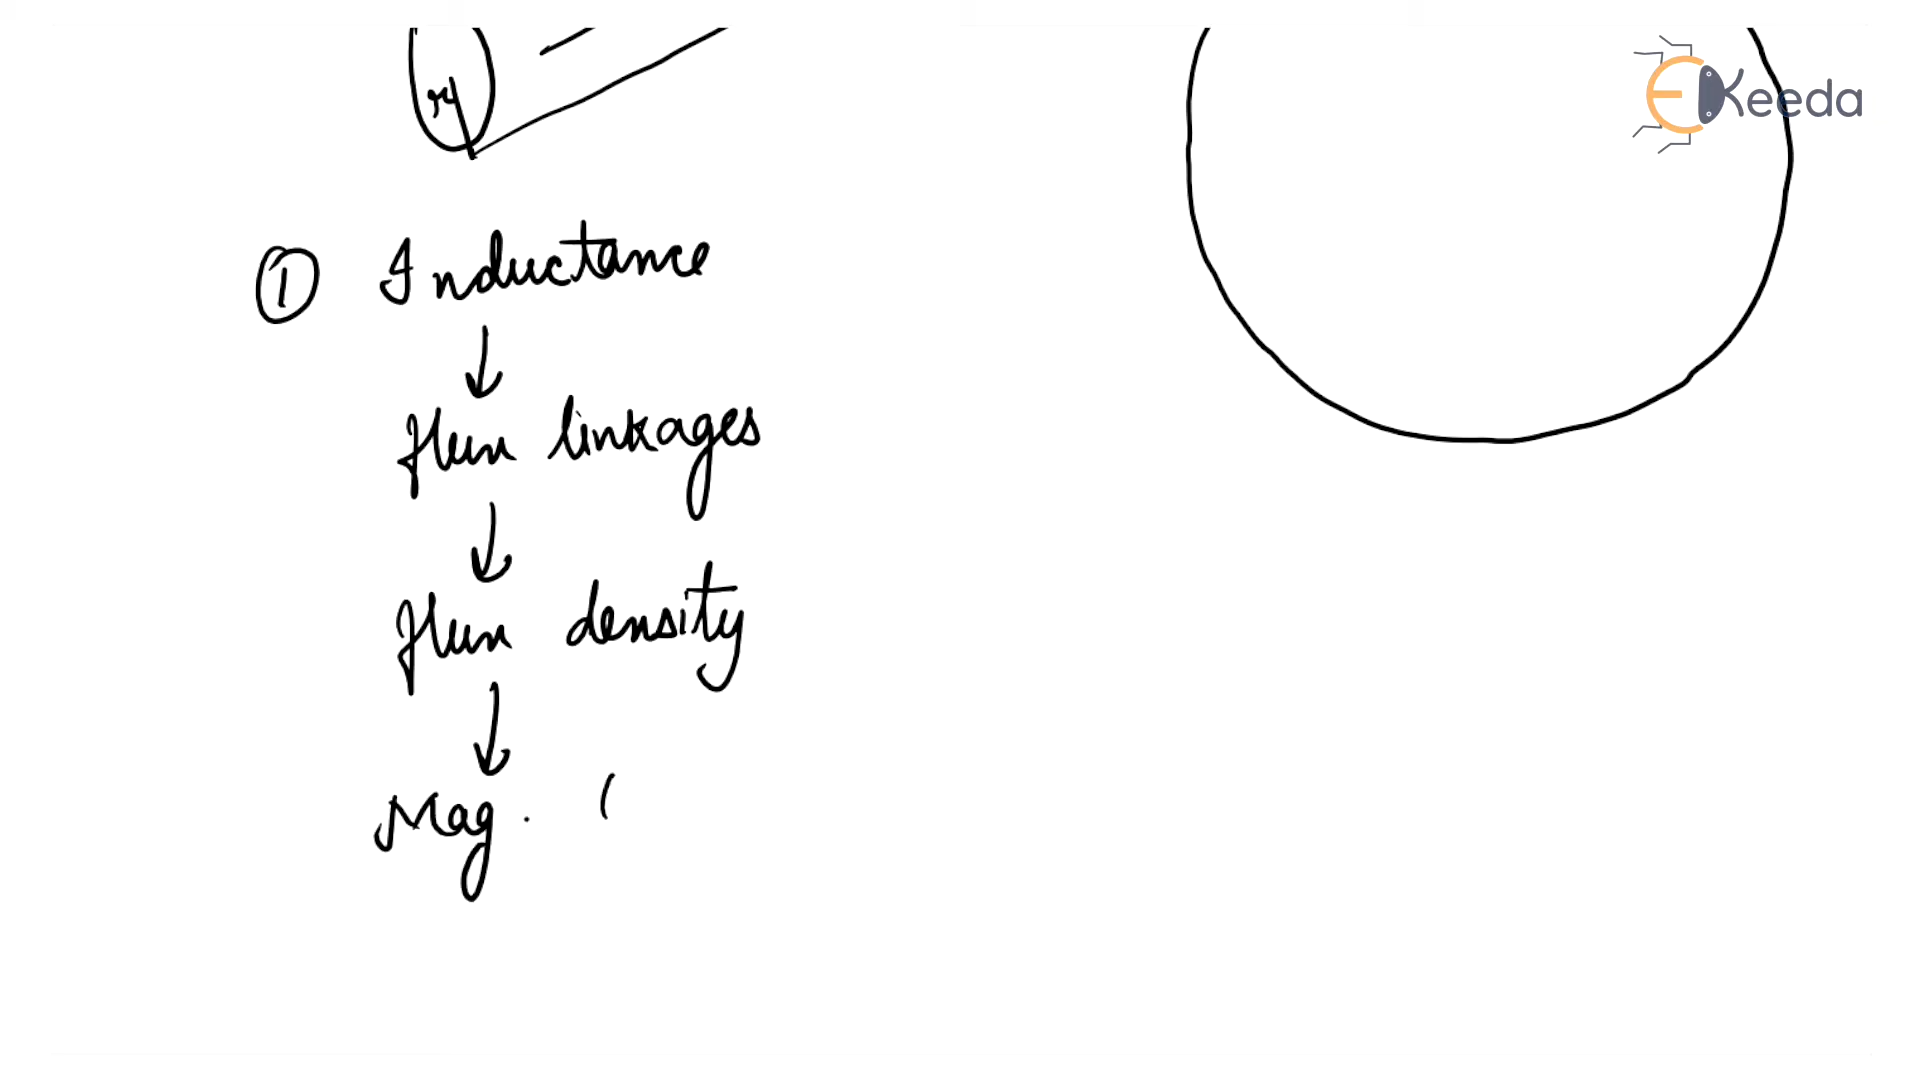 EKeeda
r
① Inductance
↓
flux linkages
↓
flux density
↓
Mag. (